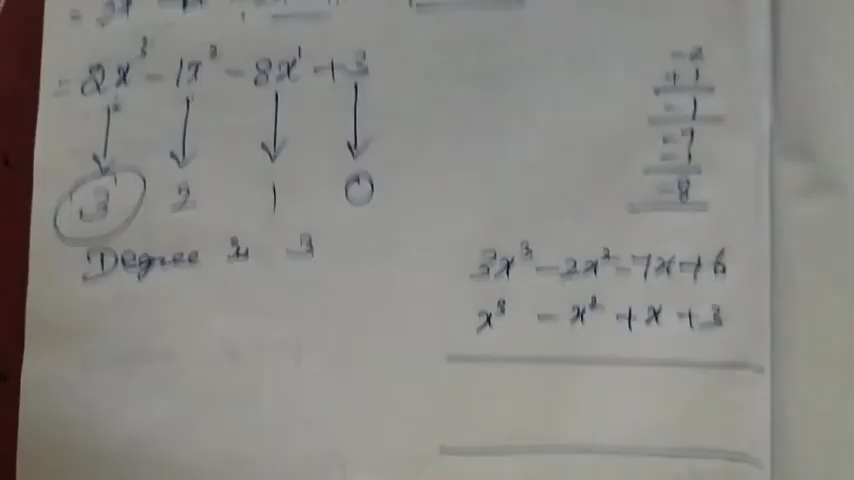 = 2x³ - 1x² - 8x¹ + 3
3 2 1 0
Degree is 3
-2
+1
-1
-7
-1
-8
3x³ - 2x² - 7x + 6
x³ - x² + x + 3